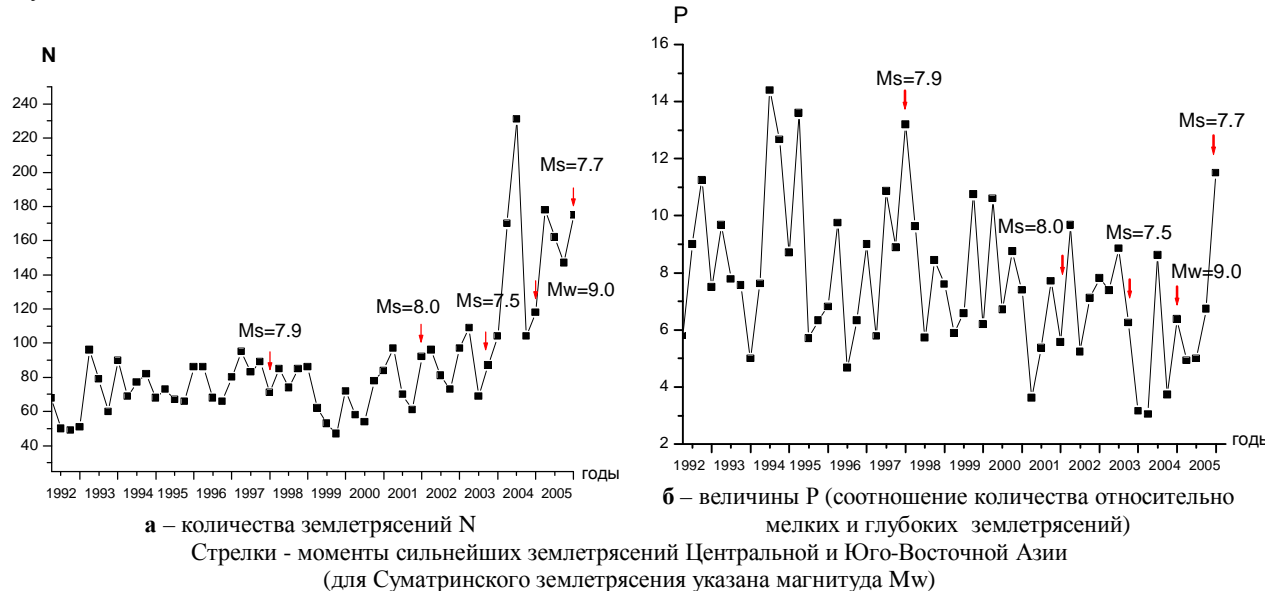 N
240
220
200
180
160
140
120
100
80
60
40
Ms=7.9
Ms=8.0
Ms=7.5
Mw=9.0
Ms=7.7
1992 1993 1994 1995 1996 1997 1998 1999 2000 2001 2002 2003 2004 2005
годы
а – количества землетрясений N
P
16
14
12
10
8
6
4
2
Ms=7.9
Ms=8.0
Ms=7.5
Mw=9.0
Ms=7.7
1992 1993 1994 1995 1996 1997 1998 1999 2000 2001 2002 2003 2004 2005
годы
б – величины P (соотношение количества относительно
мелких и глубоких землетрясений)
Стрелки - моменты сильнейших землетрясений Центральной и Юго-Восточной Азии
(для Суматринского землетрясения указана магнитуда Mw)